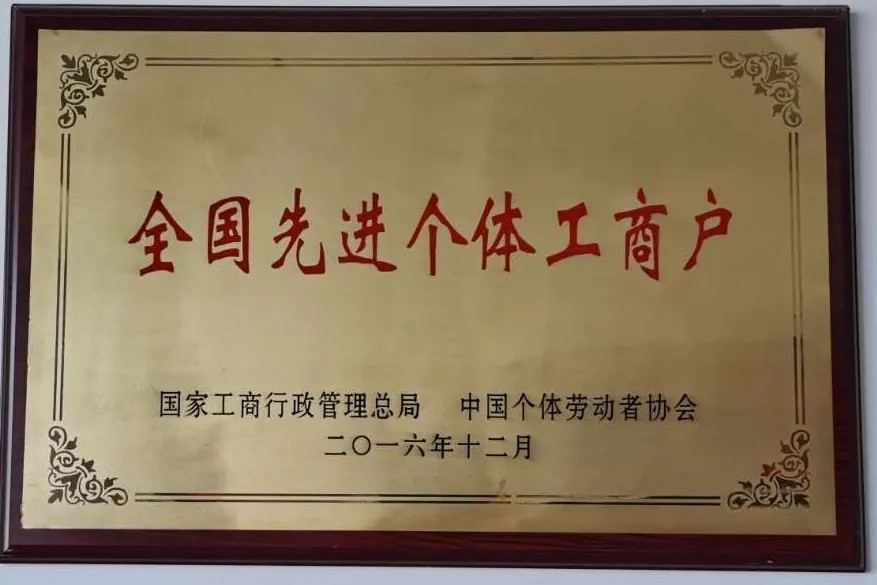 全国先进个体工商户
国家工商行政管理总局 中国个体劳动者协会
二〇一六年十二月